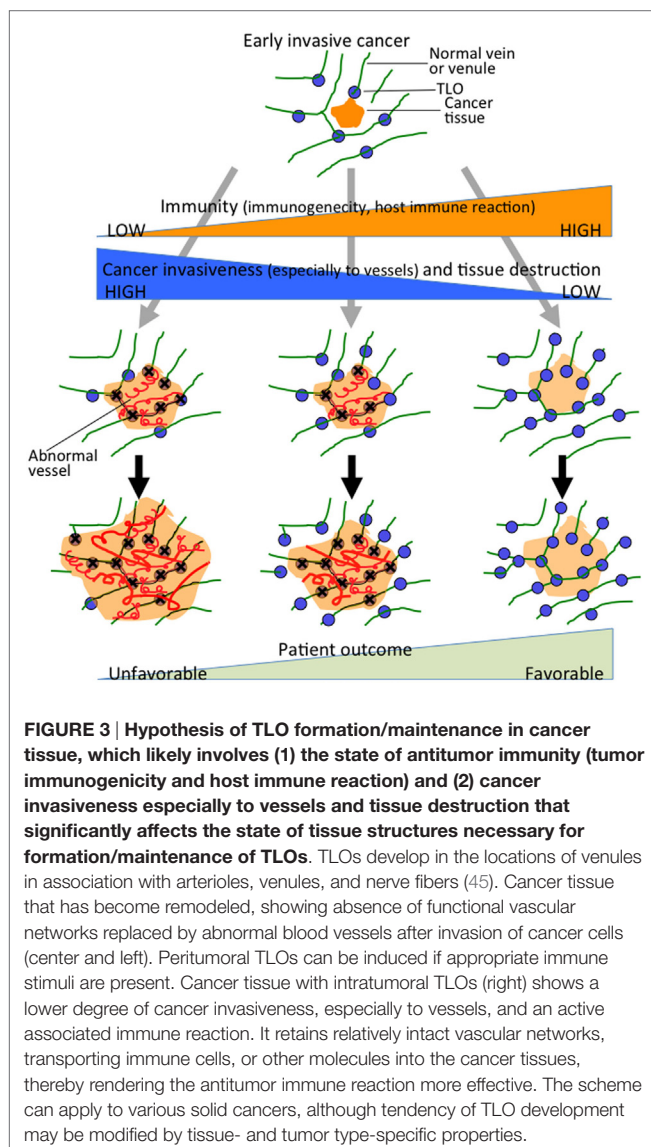 Early invasive cancer
Normal vein
or venule
TLO
Cancer
tissue
Immunity (immunogenecity, host immune reaction)
LOW
HIGH
Cancer invasiveness (especially to vessels) and tissue destruction
HIGH
LOW
Abnormal
vessel
Patient outcome
Unfavorable
Favorable
FIGURE 3 | Hypothesis of TLO formation/maintenance in cancer
tissue, which likely involves (1) the state of antitumor immunity (tumor
immunogenicity and host immune reaction) and (2) cancer
invasiveness especially to vessels and tissue destruction that
significantly affects the state of tissue structures necessary for
formation/maintenance of TLOs. TLOs develop in the locations of venules
in association with arterioles, venules, and nerve fibers (45). Cancer tissue
that has become remodeled, showing absence of functional vascular
networks replaced by abnormal blood vessels after invasion of cancer cells
(center and left). Peritumoral TLOs can be induced if appropriate immune
stimuli are present. Cancer tissue with intratumoral TLOs (right) shows a
lower degree of cancer invasiveness, especially to vessels, and an active
associated immune reaction. It retains relatively intact vascular networks,
transporting immune cells, or other molecules into the cancer tissues,
thereby rendering the antitumor immune reaction more effective. The scheme
can apply to various solid cancers, although tendency of TLO development
may be modified by tissue- and tumor type-specific properties.